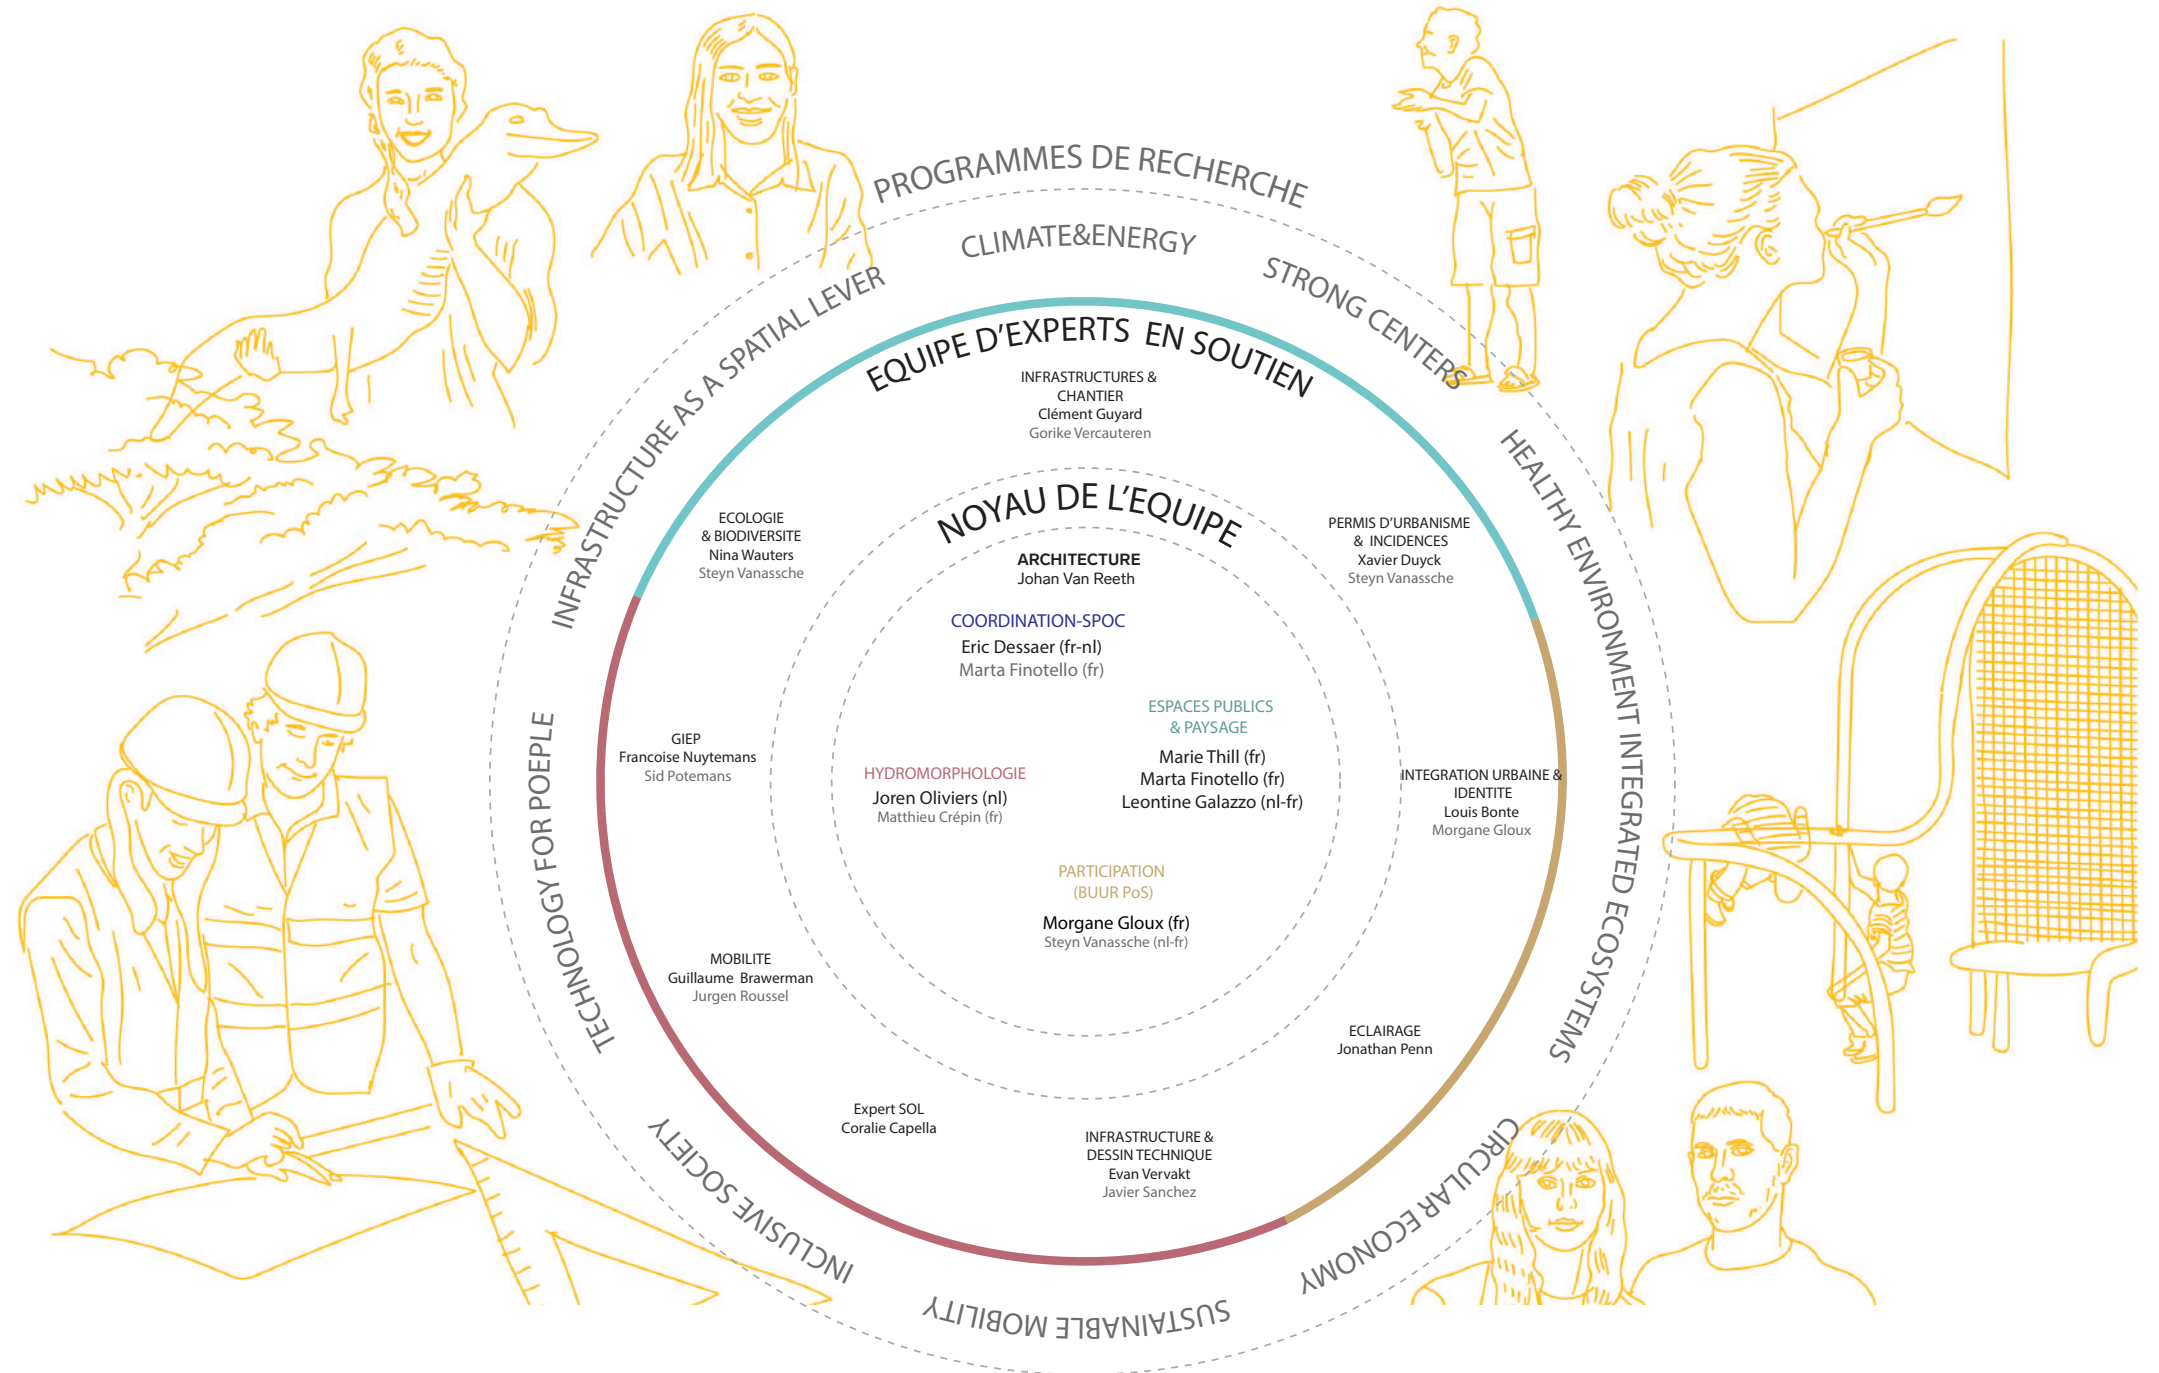 PROGRAMMES DE RECHERCHE
CLIMATE&ENERGY
STRONG CENTERS
INFRASTRUCTURE AS A SPATIAL LEVER
HEALTHY ENVIRONMENT INTEGRATED ECOSYSTEMS
TECHNOLOGY FOR POEPLE
INCLUSIVE SOCIETY
SUSTAINABLE MOBILITY
CIRCULAR ECONOMY
EQUIPE D'EXPERTS EN SOUTIEN
INFRASTRUCTURES &
CHANTIER
Clément Guyard
Gorike Vercauteren
ECOLOGIE
& BIODIVERSITE
Nina Wauters
Steyn Vanassche
PERMIS D'URBANISME
& INCIDENCES
Xavier Duyck
Steyn Vanassche
GIEP
Francoise Nuytemans
Sid Potemans
INTEGRATION URBAINE &
IDENTITE
Louis Bonte
Morgane Gloux
MOBILITE
Guillaume Brawerman
Jurgen Roussel
ECLAIRAGE
Jonathan Penn
Expert SOL
Coralie Capella
INFRASTRUCTURE &
DESSIN TECHNIQUE
Evan Vervakt
Javier Sanchez
NOYAU DE L'EQUIPE
ARCHITECTURE
Johan Van Reeth
COORDINATION-SPOC
Eric Dessaer (fr-nl)
Marta Finotello (fr)
ESPACES PUBLICS
& PAYSAGE
Marie Thill (fr)
Marta Finotello (fr)
Leontine Galazzo (nl-fr)
HYDROMORPHOLOGIE
Joren Oliviers (nl)
Matthieu Crépin (fr)
PARTICIPATION
(BUUR PoS)
Morgane Gloux (fr)
Steyn Vanassche (nl-fr)